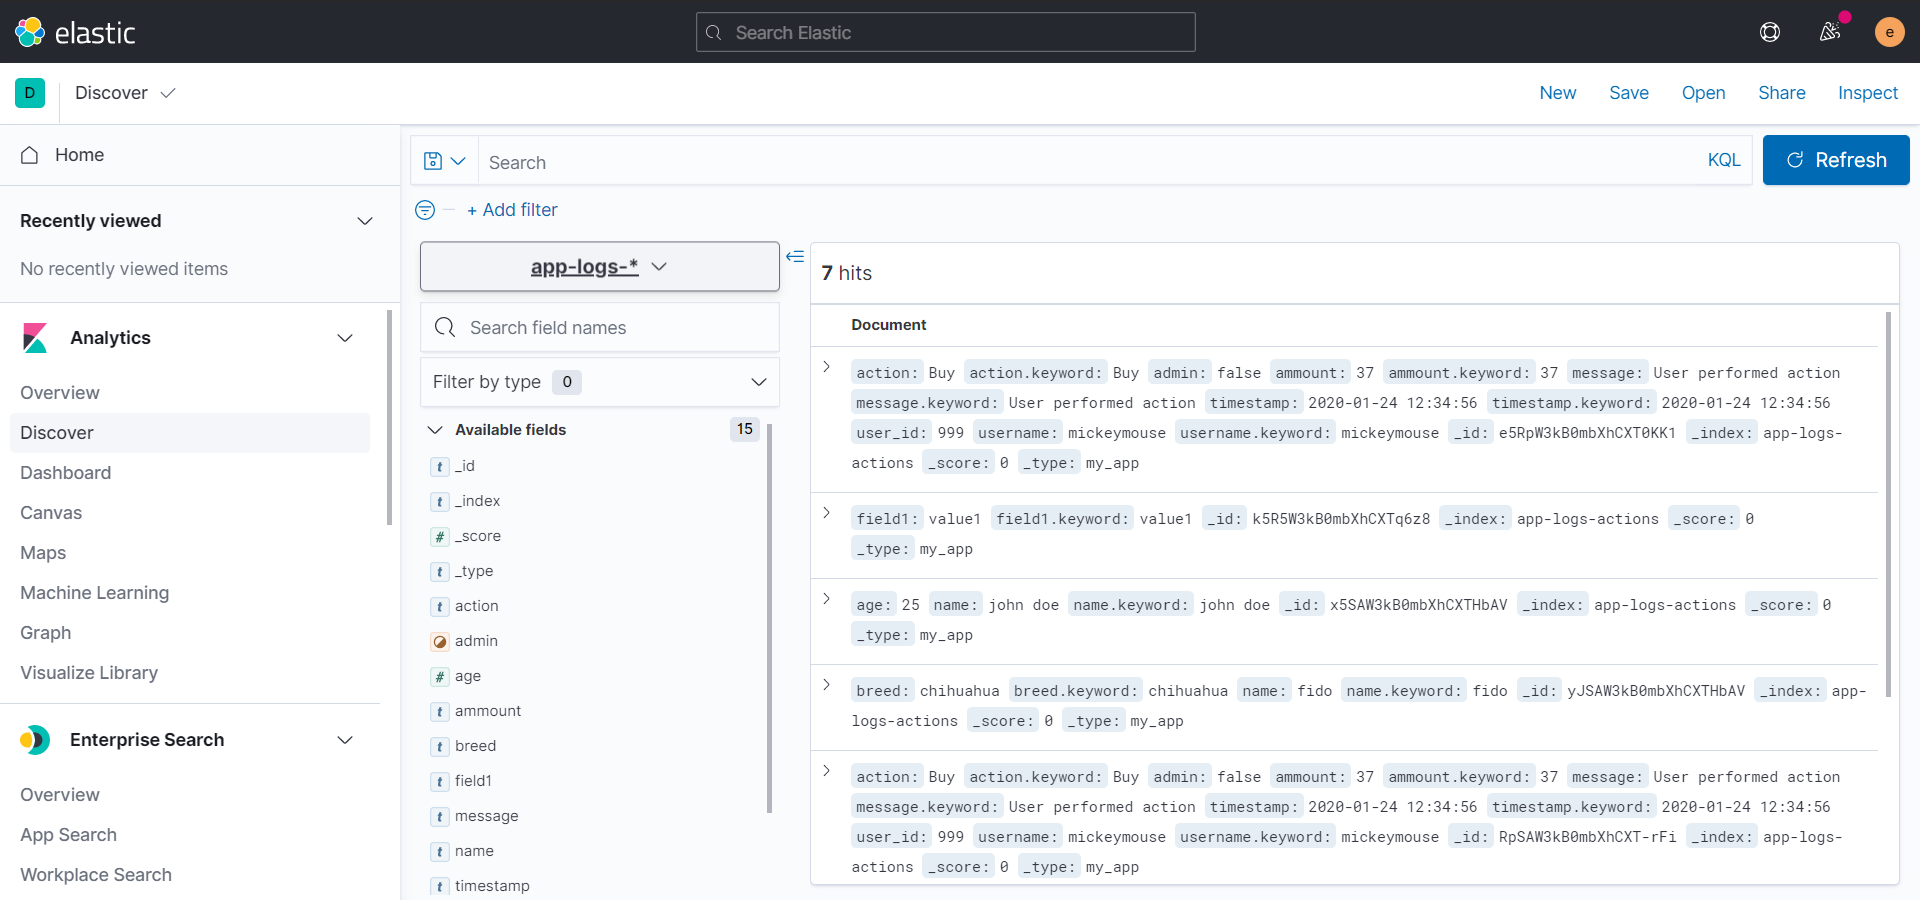 elastic
Search Elastic
e
D
Discover
New Save Open Share Inspect
Home
Recently viewed
No recently viewed items
Analytics
Overview
Discover
Dashboard
Canvas
Maps
Machine Learning
Graph
Visualize Library
Enterprise Search
Overview
App Search
Workplace Search
Search
KQL
Refresh
+ Add filter
app-logs-*
Search field names
Filter by type 0
Available fields 15
t _id
t _index
# _score
t _type
t action
admin
# age
t ammount
t breed
t field1
t message
t name
t timestamp
7 hits
Document
action: Buy action.keyword: Buy admin: false ammount: 37 ammount.keyword: 37 message: User performed action
message.keyword: User performed action timestamp: 2020-01-24 12:34:56 timestamp.keyword: 2020-01-24 12:34:56
user_id: 999 username: mickeymouse username.keyword: mickeymouse _id: e5RpW3kB0mbXhCXT0KK1 _index: app-logs-
actions _score: 0 _type: my_app
field1: value1 field1.keyword: value1 _id: k5R5W3kB0mbXhCXTq6z8 _index: app-logs-actions _score: 0
_type: my_app
age: 25 name: john doe name.keyword: john doe _id: x5SAW3kB0mbXhCXTHbAV _index: app-logs-actions _score: 0
_type: my_app
breed: chihuahua breed.keyword: chihuahua name: fido name.keyword: fido _id: yJSAW3kB0mbXhCXTHbAV _index: app-
logs-actions _score: 0 _type: my_app
action: Buy action.keyword: Buy admin: false ammount: 37 ammount.keyword: 37 message: User performed action
message.keyword: User performed action timestamp: 2020-01-24 12:34:56 timestamp.keyword: 2020-01-24 12:34:56
user_id: 999 username: mickeymouse username.keyword: mickeymouse _id: RpSAW3kB0mbXhCXT-rFi _index: app-logs-
actions _score: 0 _type: my_app